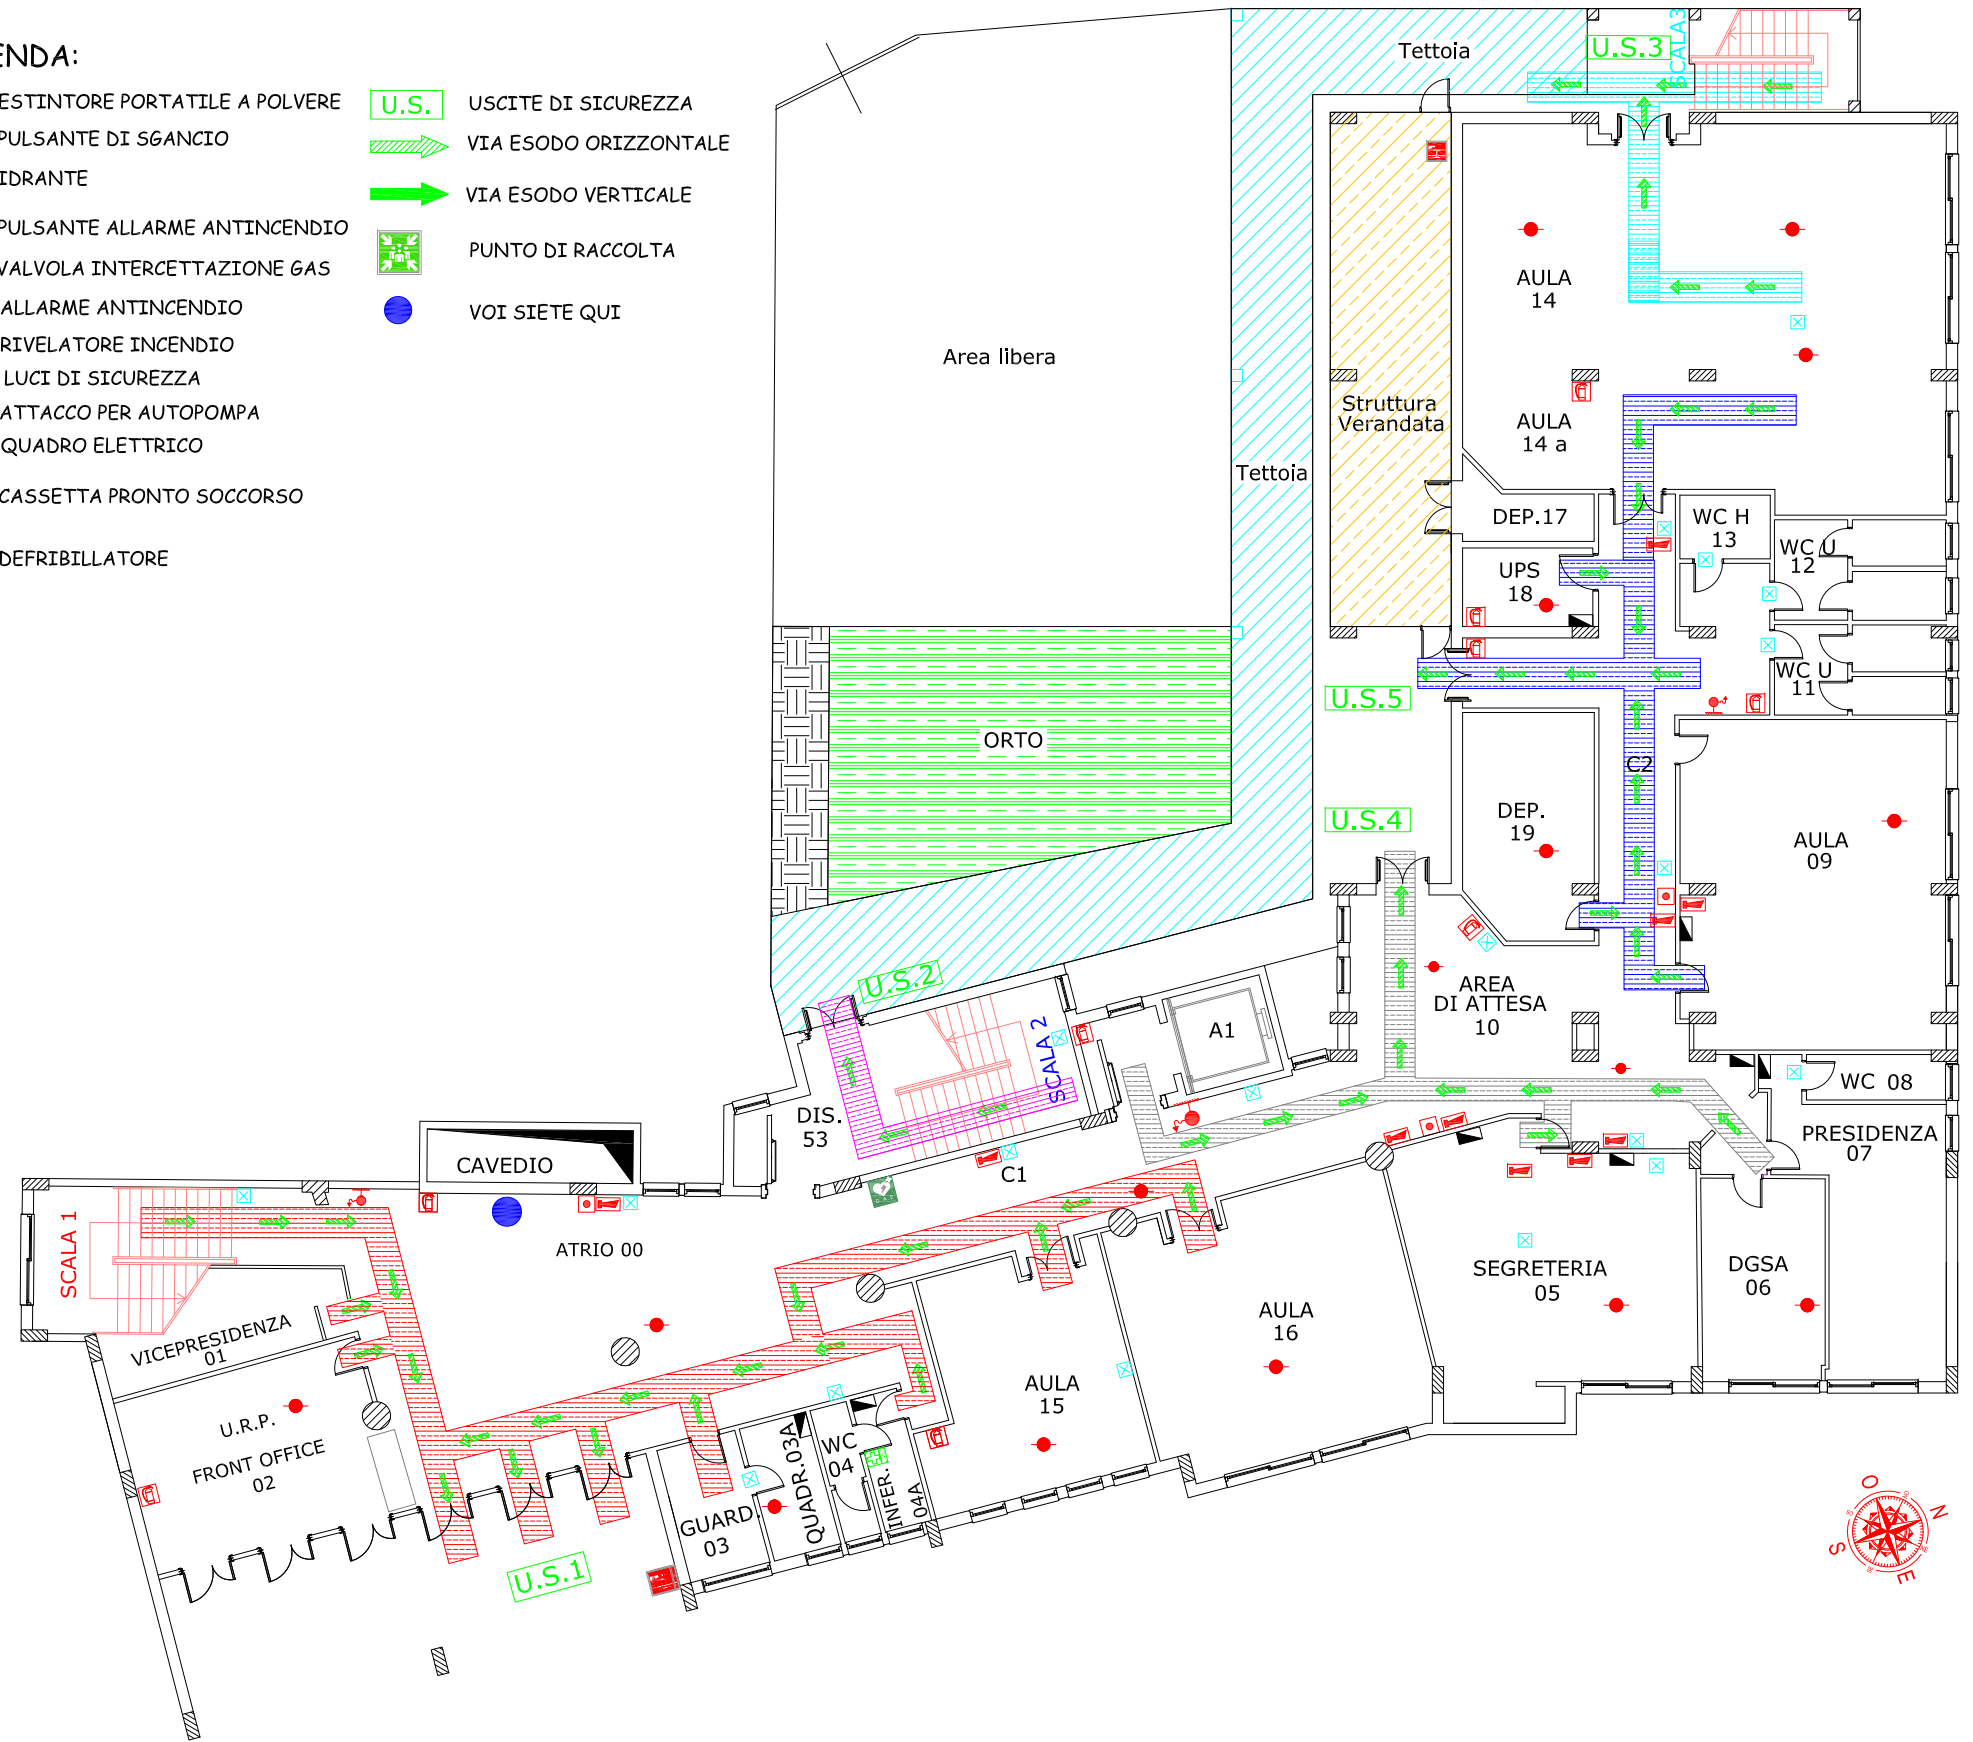 ENDA:
ESTINTORE PORTATILE A POLVERE
PULSANTE DI SGANCIO
IDRANTE
PULSANTE ALLARME ANTINCENDIO
VALVOLA INTERCETTAZIONE GAS
ALLARME ANTINCENDIO
RIVELATORE INCENDIO
LUCI DI SICUREZZA
ATTACCO PER AUTOPOMPA
QUADRO ELETTRICO
CASSETTA PRONTO SOCCORSO
DEFRIBILLATORE
U.S.
USCITE DI SICUREZZA
VIA ESODO ORIZZONTALE
VIA ESODO VERTICALE
PUNTO DI RACCOLTA
VOI SIETE QUI
Tettoia
U.S.3
SCALA3
Area libera
AULA
14
Struttura
Verandata
AULA
14 a
Tettoia
DEP.17
WC H
13
WC U
12
UPS
18
WC U
11
U.S.5
ORTO
C2
U.S.4
DEP.
19
AULA
09
U.S.2
AREA
DI ATTESA
10
A1
SCALA 2
WC 08
DIS.
53
PRESIDENZA
07
CAVEDIO
C1
SCALA 1
ATRIO 00
SEGRETERIA
05
DGSA
06
AULA
16
VICEPRESIDENZA
01
AULA
15
U.R.P.
FRONT OFFICE
02
QUADR.03A
WC
04
INFER.
04A
GUARD.
03
U.S.1
O
N
S
E